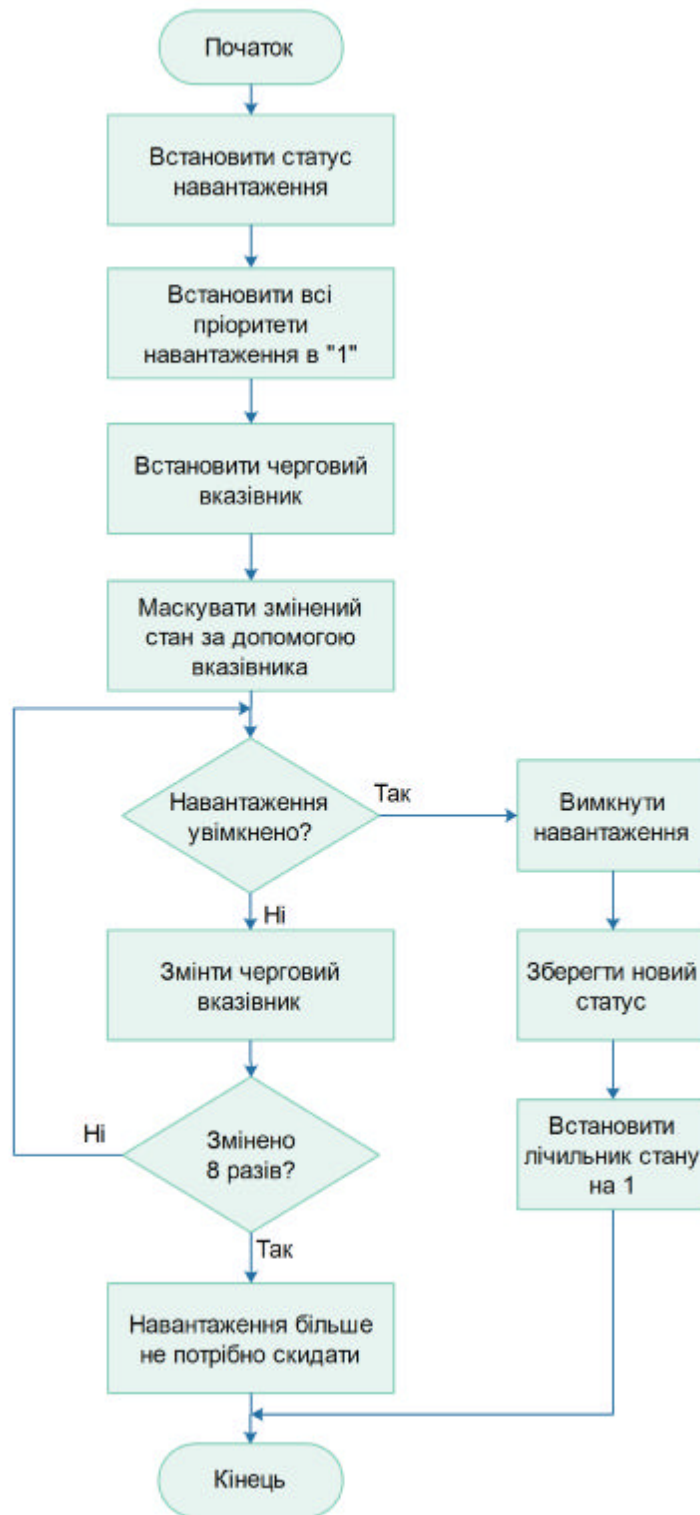 Початок
Встановити статус
навантаження
Встановити всі
пріоритети
навантаження в "1"
Встановити черговий
вказівник
Маскувати змінений
стан за допомогою
вказівника
Навантаження
увімкнено?
Так
Вимкнути
навантаження
Ні
Змінти черговий
вказівник
Зберегти новий
статус
Змінено
8 разів?
Ні
Встановити
лічильник стану
на 1
Так
Навантаження більше
не потрібно скидати
Кінець